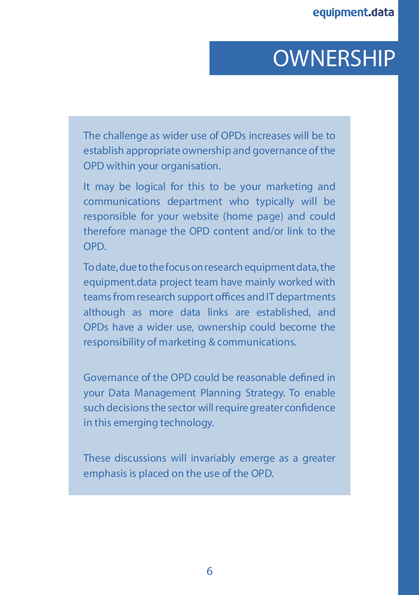 equipment.data
OWNERSHIP
The challenge as wider use of OPDs increases will be to
establish appropriate ownership and governance of the
OPD within your organisation.
It may be logical for this to be your marketing and
communications department who typically will be
responsible for your website (home page) and could
therefore manage the OPD content and/or link to the
OPD.
To date, due to the focus on research equipment data, the
equipment.data project team have mainly worked with
teams from research support offices and IT departments
although as more data links are established, and
OPDs have a wider use, ownership could become the
responsibility of marketing & communications.
Governance of the OPD could be reasonable defined in
your Data Management Planning Strategy. To enable
such decisions the sector will require greater confidence
in this emerging technology.
These discussions will invariably emerge as a greater
emphasis is placed on the use of the OPD.
6